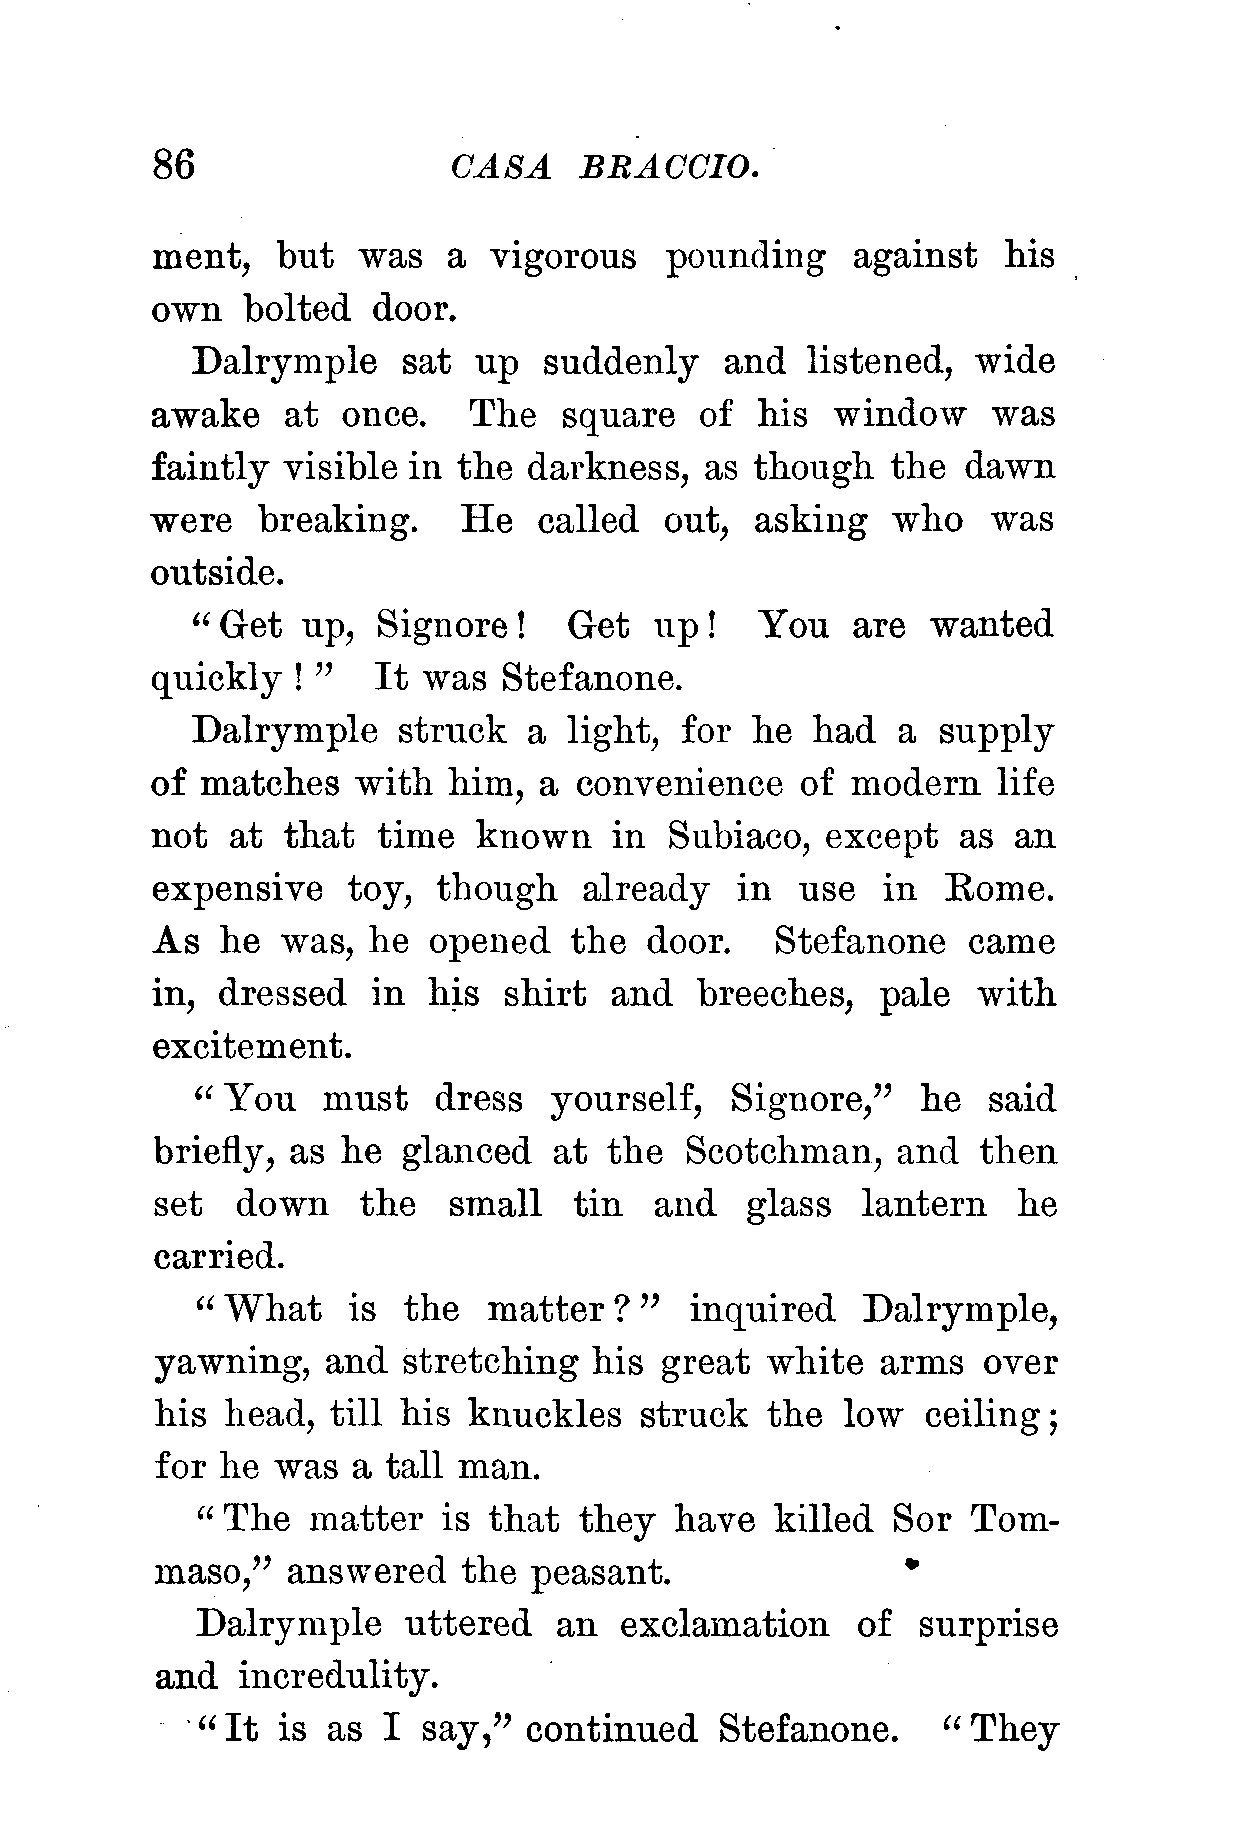 86 CASA BRACCIO.
ment, but was a vigorous pounding against his
own bolted door.
Dalrymple sat up suddenly and listened, wide
awake at once. The square of his window was
faintly visible in the darkness, as though the dawn
were breaking. He called out, asking who was
outside.
“Get up, Signore! Get up! You are wanted
quickly!” It was Stefanone.
Dalrymple struck a light, for he had a supply
of matches with him, a convenience of modern life
not at that time known in Subiaco, except as an
expensive toy, though already in use in Rome.
As he was, he opened the door. Stefanone came
in, dressed in his shirt and breeches, pale with
excitement.
“You must dress yourself, Signore,” he said
briefly, as he glanced at the Scotchman, and then
set down the small tin and glass lantern he
carried.
“What is the matter?” inquired Dalrymple,
yawning, and stretching his great white arms over
his head, till his knuckles struck the low ceiling;
for he was a tall man.
“The matter is that they have killed Sor Tom-
maso,” answered the peasant.
Dalrymple uttered an exclamation of surprise
and incredulity.
“It is as I say,” continued Stefanone. “They